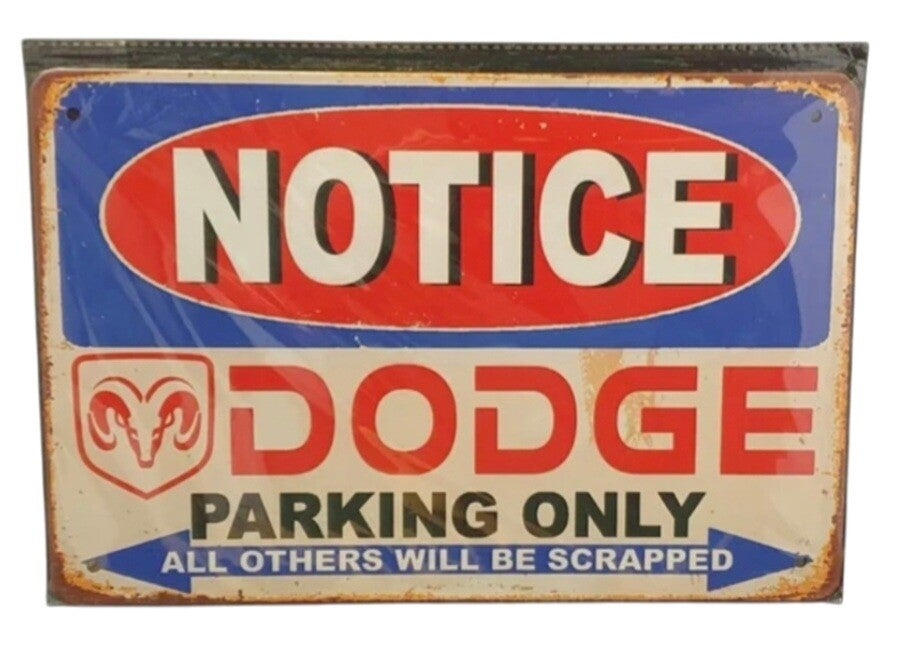 NOTICE
DODGE
PARKING ONLY
ALL OTHERS WILL BE SCRAPPED